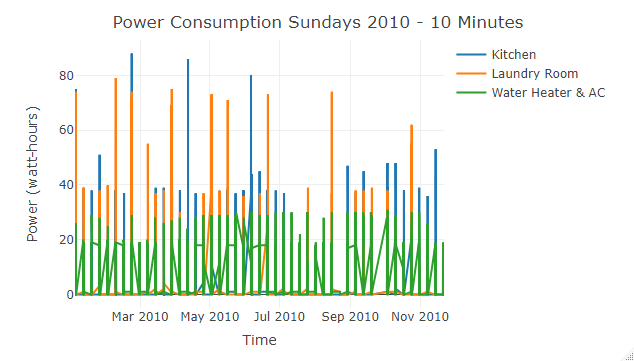 Power Consumption Sundays 2010 - 10 Minutes
Kitchen
Laundry Room
Water Heater & AC
Power (watt-hours)
80
60
40
20
0
Mar 2010
May 2010
Jul 2010
Sep 2010
Nov 2010
Time